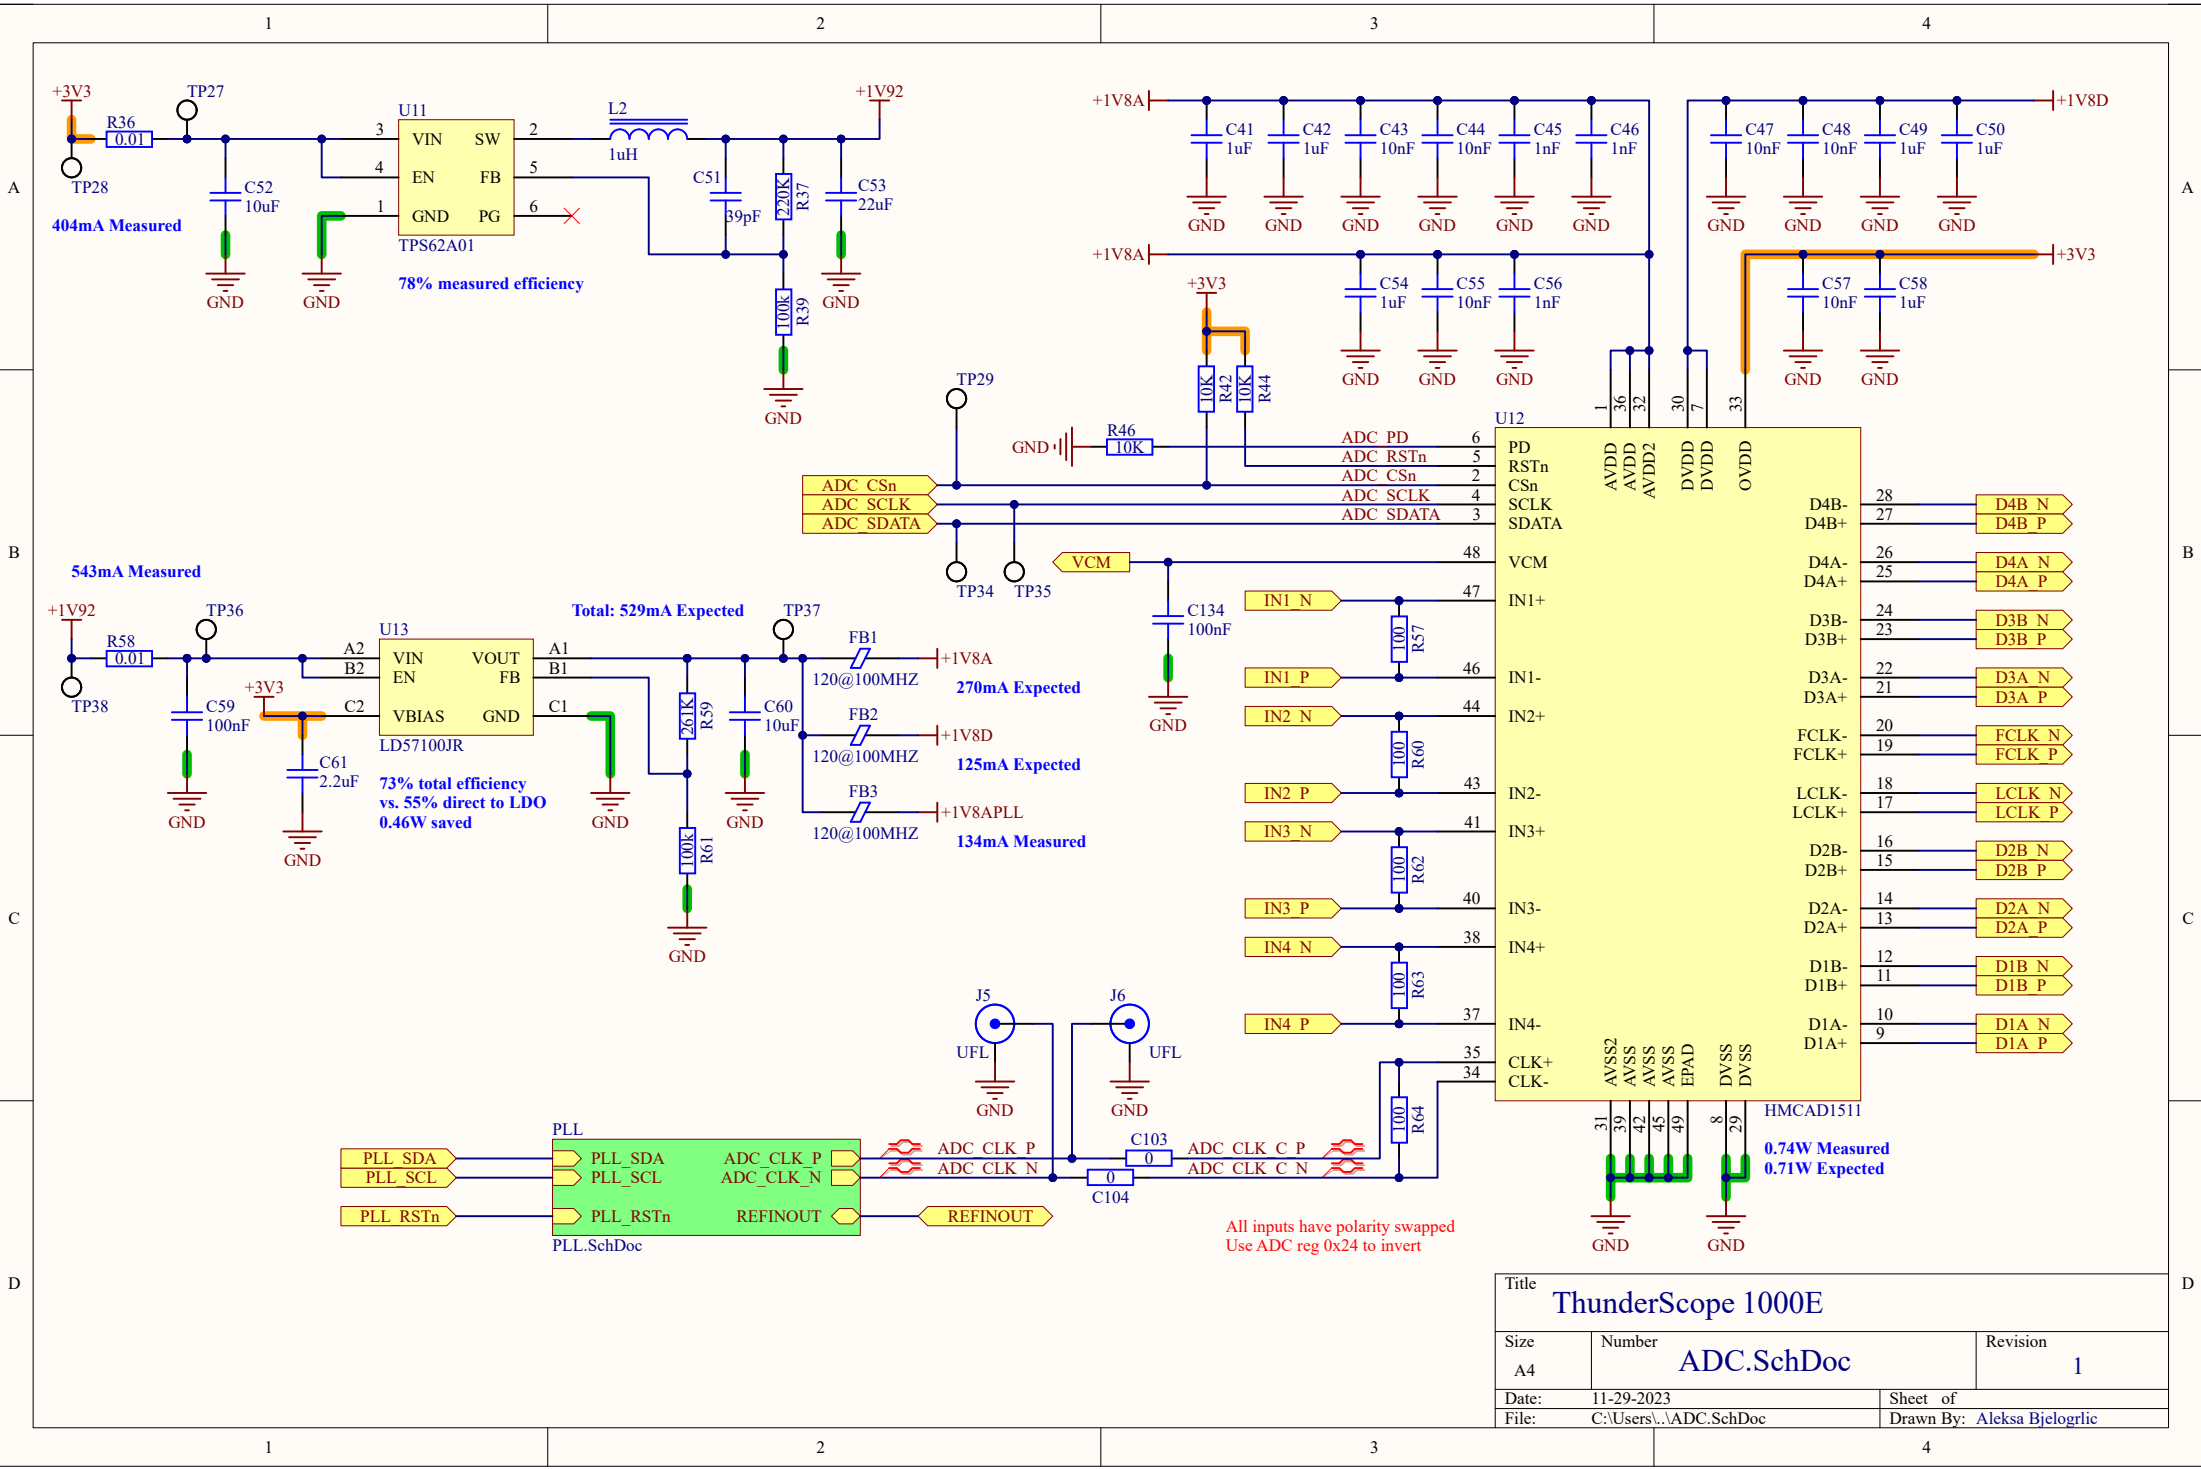 1
2
3
4
A
A
B
B
C
C
D
D
+3V3
R36
0.01
TP27
TP28
404mA Measured
C52
10uF
GND
GND
U11
3 VIN SW 2
4 EN FB 5
1 GND PG 6
TPS62A01
78% measured efficiency
L2
1uH
C51
39pF
220K
R37
C53
22uF
+1V92
GND
100k
R39
GND
+1V8A
C41
1uF
C42
1uF
C43
10nF
C44
10nF
C45
1nF
C46
1nF
GND
GND
GND
GND
GND
GND
C47
10nF
C48
10nF
C49
1uF
C50
1uF
+1V8D
GND
GND
GND
GND
+1V8A
C54
1uF
C55
10nF
C56
1nF
GND
GND
GND
+3V3
C57
10nF
C58
1uF
GND
GND
+3V3
10K
R42
10K
R44
TP29
GND
R46
10K
ADC_CSn
ADC_SCLK
ADC_SDATA
TP34
TP35
ADC_PD 6 PD
ADC_RSTn 5 RSTn
ADC_CSn 2 CSn
ADC_SCLK 4 SCLK
ADC_SDATA 3 SDATA
VCM
48 VCM
C134
100nF
GND
U12
1 AVDD
36 AVDD
32 AVDD2
30 DVDD
7 DVDD
33 OVDD
IN1_N 47 IN1+
100
R57
IN1_P 46 IN1-
IN2_N 44 IN2+
100
R60
IN2_P 43 IN2-
IN3_N 41 IN3+
100
R62
IN3_P 40 IN3-
IN4_N 38 IN4+
100
R63
IN4_P 37 IN4-
35 CLK+
34 CLK-
100
R64
D4B- 28 D4B_N
D4B+ 27 D4B_P
D4A- 26 D4A_N
D4A+ 25 D4A_P
D3B- 24 D3B_N
D3B+ 23 D3B_P
D3A- 22 D3A_N
D3A+ 21 D3A_P
FCLK- 20 FCLK_N
FCLK+ 19 FCLK_P
LCLK- 18 LCLK_N
LCLK+ 17 LCLK_P
D2B- 16 D2B_N
D2B+ 15 D2B_P
D2A- 14 D2A_N
D2A+ 13 D2A_P
D1B- 12 D1B_N
D1B+ 11 D1B_P
D1A- 10 D1A_N
D1A+ 9 D1A_P
AVSS2 31
AVSS 39
AVSS 42
AVSS 45
EPAD 49
DVSS 8
DVSS 29
HMCAD1511
0.74W Measured
0.71W Expected
GND
GND
543mA Measured
+1V92
R58
0.01
TP36
TP38
C59
100nF
GND
+3V3
C61
2.2uF
GND
U13
A2 VIN VOUT A1
B2 EN FB B1
C2 VBIAS GND C1
LD57100JR
73% total efficiency
vs. 55% direct to LDO
0.46W saved
GND
Total: 529mA Expected
TP37
261K
R59
C60
10uF
GND
100k
R61
GND
FB1
120@100MHZ
+1V8A
270mA Expected
FB2
120@100MHZ
+1V8D
125mA Expected
FB3
120@100MHZ
+1V8APLL
134mA Measured
J5
UFL
GND
J6
UFL
GND
PLL
PLL_SDA PLL_SDA ADC_CLK_P
PLL_SCL PLL_SCL ADC_CLK_N
PLL_RSTn PLL_RSTn REFINOUT REFINOUT
PLL.SchDoc
ADC_CLK_P
ADC_CLK_N
C103
0
0
C104
ADC_CLK_C_P
ADC_CLK_C_N
All inputs have polarity swapped
Use ADC reg 0x24 to invert
Title
ThunderScope 1000E
Size
A4
Number
ADC.SchDoc
Revision
1
Date: 11-29-2023 Sheet of
File: C:\Users\..\ADC.SchDoc Drawn By: Aleksa Bjelogrlic
1
2
3
4